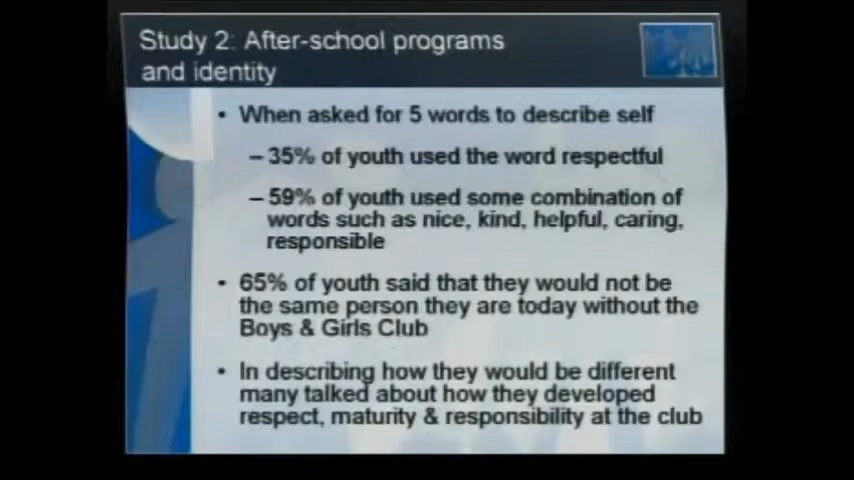 Study 2: After-school programs
and identity
• When asked for 5 words to describe self
– 35% of youth used the word respectful
– 59% of youth used some combination of
words such as nice, kind, helpful, caring,
responsible
• 65% of youth said that they would not be
the same person they are today without the
Boys & Girls Club
• In describing how they would be different
many talked about how they developed
respect, maturity & responsibility at the club